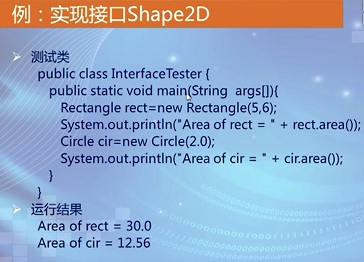 例：实现接口Shape2D
测试类
public class InterfaceTester {
public static void main(String args[]){
Rectangle rect=new Rectangle(5,6);
System.out.println("Area of rect = " + rect.area());
Circle cir=new Circle(2.0);
System.out.println("Area of cir = " + cir.area());
}
}
运行结果
Area of rect = 30.0
Area of cir = 12.56